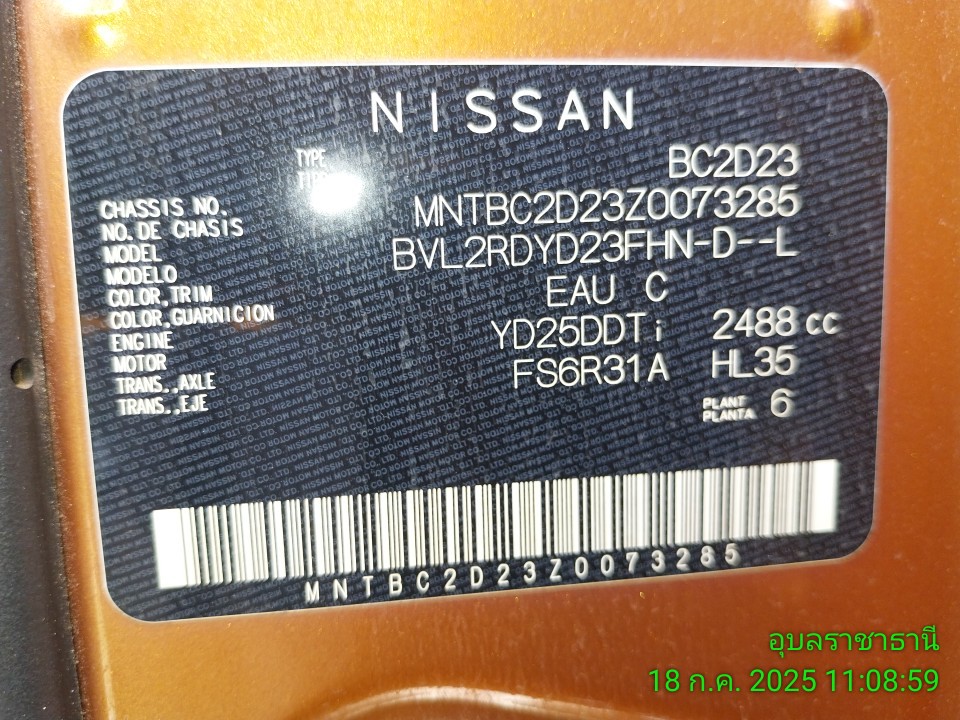 NISSAN
TYPE BC2D23
TIPO
CHASSIS NO. MNTBC2D23Z0073285
NO. DE CHASIS
MODEL BVL2RDYD23FHN-D--L
MODELO
COLOR,TRIM EAU C
COLOR,GUARNICION
ENGINE YD25DDTi 2488 cc
MOTOR
TRANS.,AXLE FS6R31A HL35
TRANS.,EJE
PLANT 6
PLANTA
MNTBC2D23Z0073285
อุบลราชาธานี
18 ก.ค. 2025 11:08:59